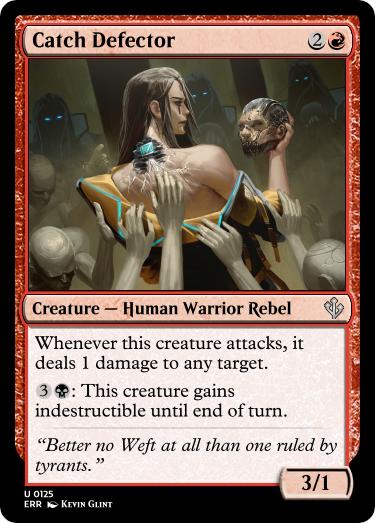 Catch Defector 2
Creature — Human Warrior Rebel
Whenever this creature attacks, it
deals 1 damage to any target.
3: This creature gains
indestructible until end of turn.
“Better no Weft at all than one ruled by
tyrants.”
3/1
U 0125
ERR Kevin Glint